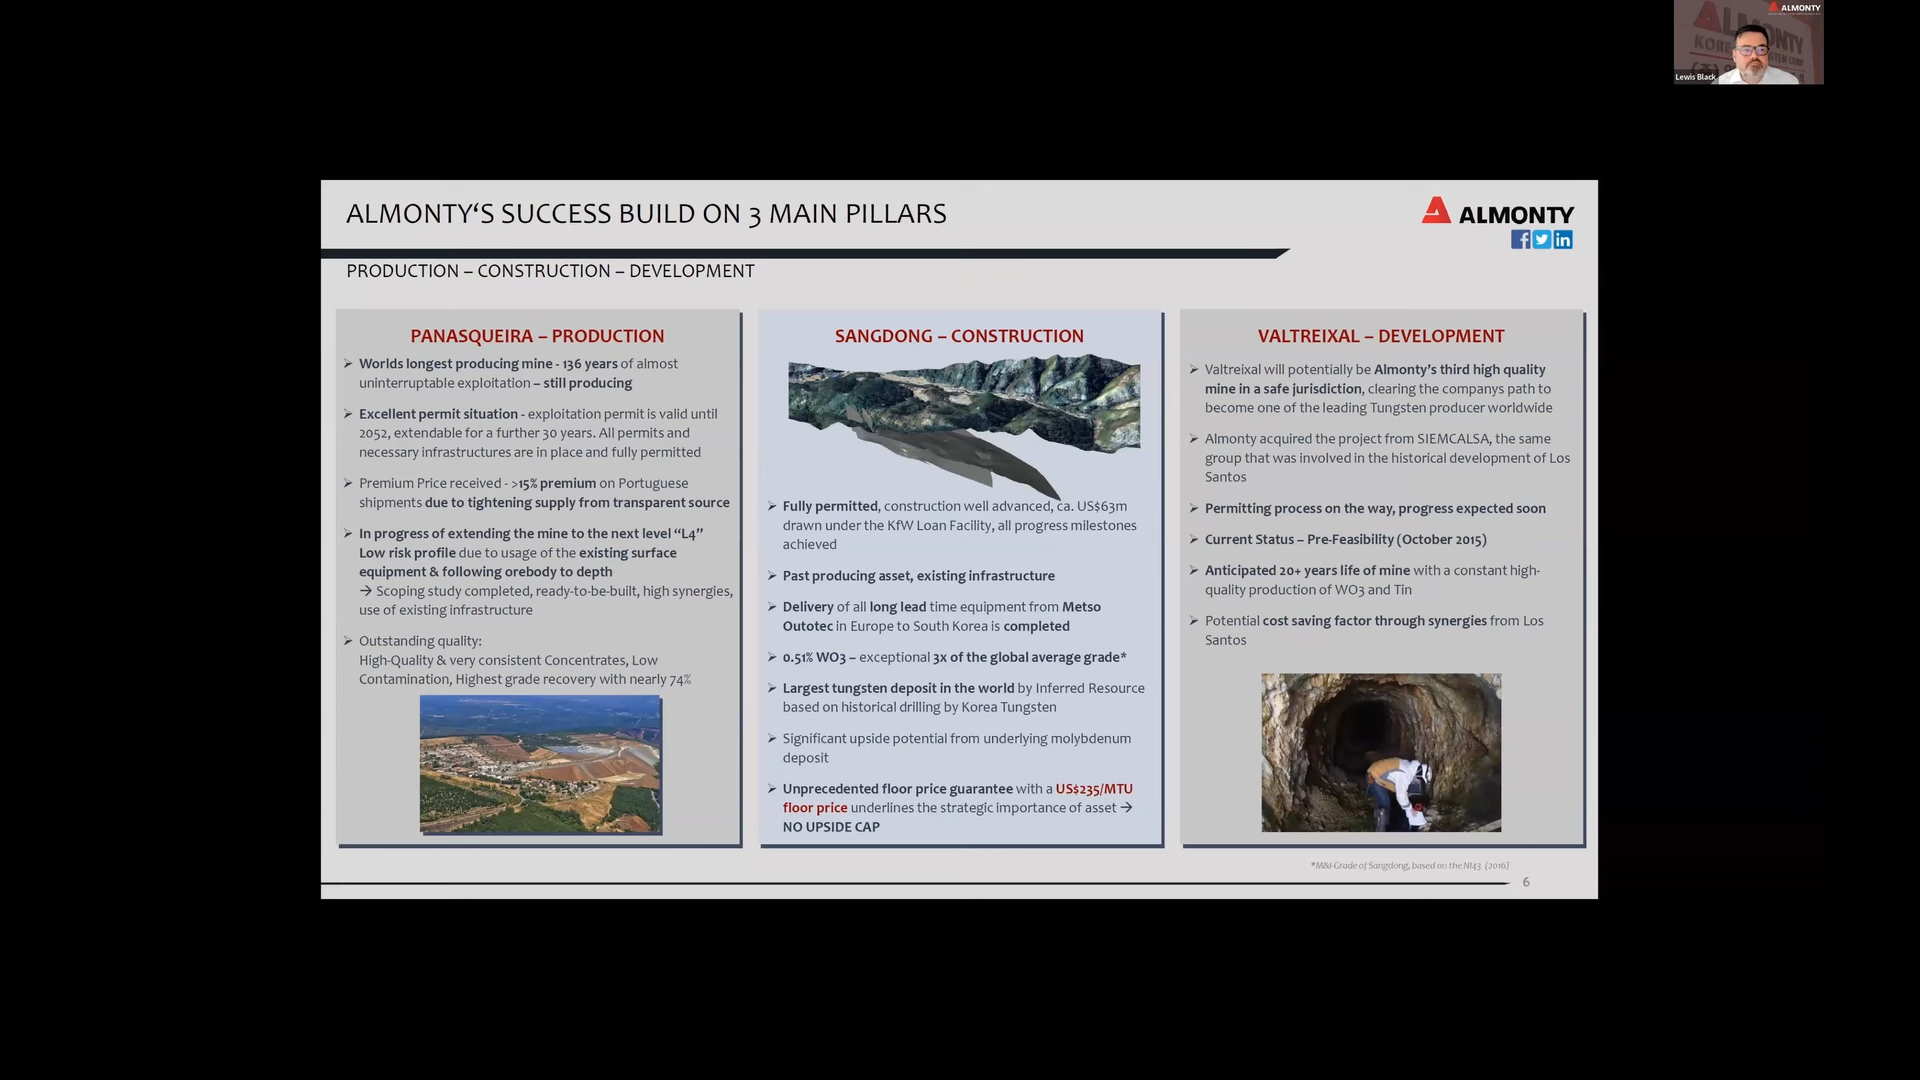 ALMONTY
Lewis Black
ALMONTY‘S SUCCESS BUILD ON 3 MAIN PILLARS
ALMONTY
PRODUCTION – CONSTRUCTION – DEVELOPMENT
PANASQUEIRA – PRODUCTION
Worlds longest producing mine - 136 years of almost
uninterruptable exploitation – still producing
Excellent permit situation - exploitation permit is valid until
2052, extendable for a further 30 years. All permits and
necessary infrastructures are in place and fully permitted
Premium Price received - >15% premium on Portuguese
shipments due to tightening supply from transparent source
In progress of extending the mine to the next level “L4”
Low risk profile due to usage of the existing surface
equipment & following orebody to depth
→ Scoping study completed, ready-to-be-built, high synergies,
use of existing infrastructure
Outstanding quality:
High-Quality & very consistent Concentrates, Low
Contamination, Highest grade recovery with nearly 74%
SANGDONG – CONSTRUCTION
Fully permitted, construction well advanced, ca. US$63m
drawn under the KfW Loan Facility, all progress milestones
achieved
Past producing asset, existing infrastructure
Delivery of all long lead time equipment from Metso
Outotec in Europe to South Korea is completed
0.51% WO3 – exceptional 3x of the global average grade*
Largest tungsten deposit in the world by Inferred Resource
based on historical drilling by Korea Tungsten
Significant upside potential from underlying molybdenum
deposit
Unprecedented floor price guarantee with a US$235/MTU
floor price underlines the strategic importance of asset →
NO UPSIDE CAP
VALTREIXAL – DEVELOPMENT
Valtreixal will potentially be Almonty’s third high quality
mine in a safe jurisdiction, clearing the companys path to
become one of the leading Tungsten producer worldwide
Almonty acquired the project from SIEMCALSA, the same
group that was involved in the historical development of Los
Santos
Permitting process on the way, progress expected soon
Current Status – Pre-Feasibility (October 2015)
Anticipated 20+ years life of mine with a constant high-
quality production of WO3 and Tin
Potential cost saving factor through synergies from Los
Santos
*M&I-Grade of Sangdong, based on the NI43 (2016)
6